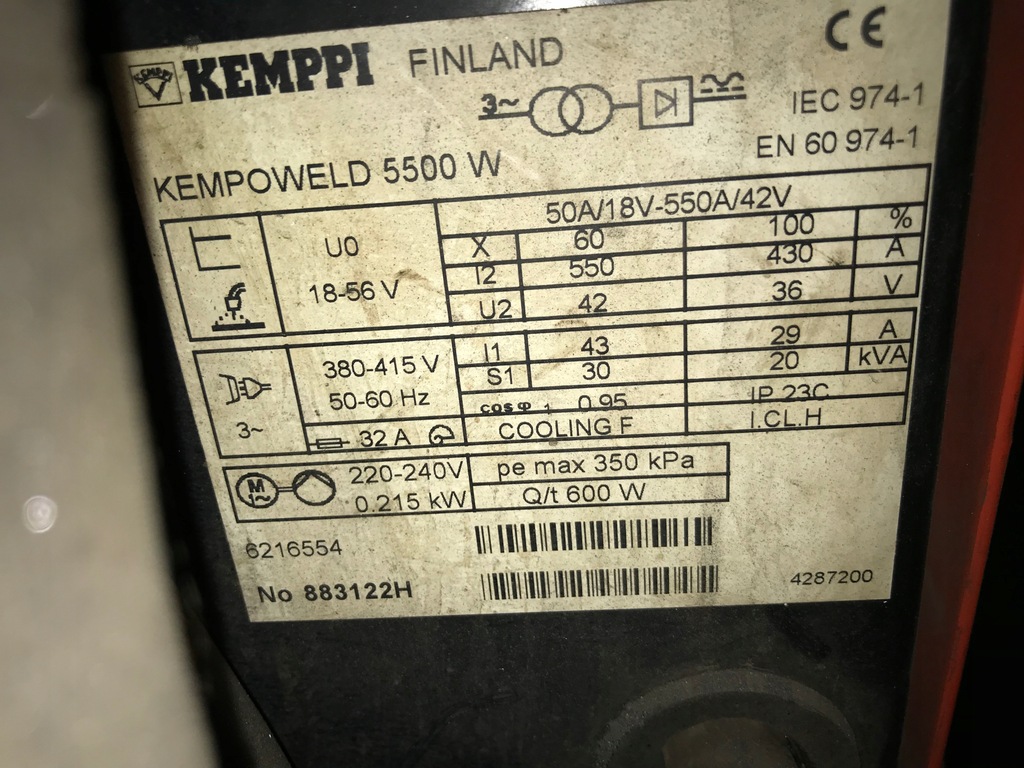 KEMPPI KEMPPI FINLAND CE
3~
IEC 974-1
EN 60 974-1
KEMPOWELD 5500 W
50A/18V-550A/42V
U0
18-56 V
X 60 100 %
I2 550 430 A
U2 42 36 V
380-415 V
50-60 Hz
3~
32 A
I1 43 29 A
S1 30 20 kVA
cos φ 0.95 IP 23C
COOLING F I.CL.H
M
1~
220-240V
0.215 kW
pe max 350 kPa
Q/t 600 W
6216554
No 883122H
4287200